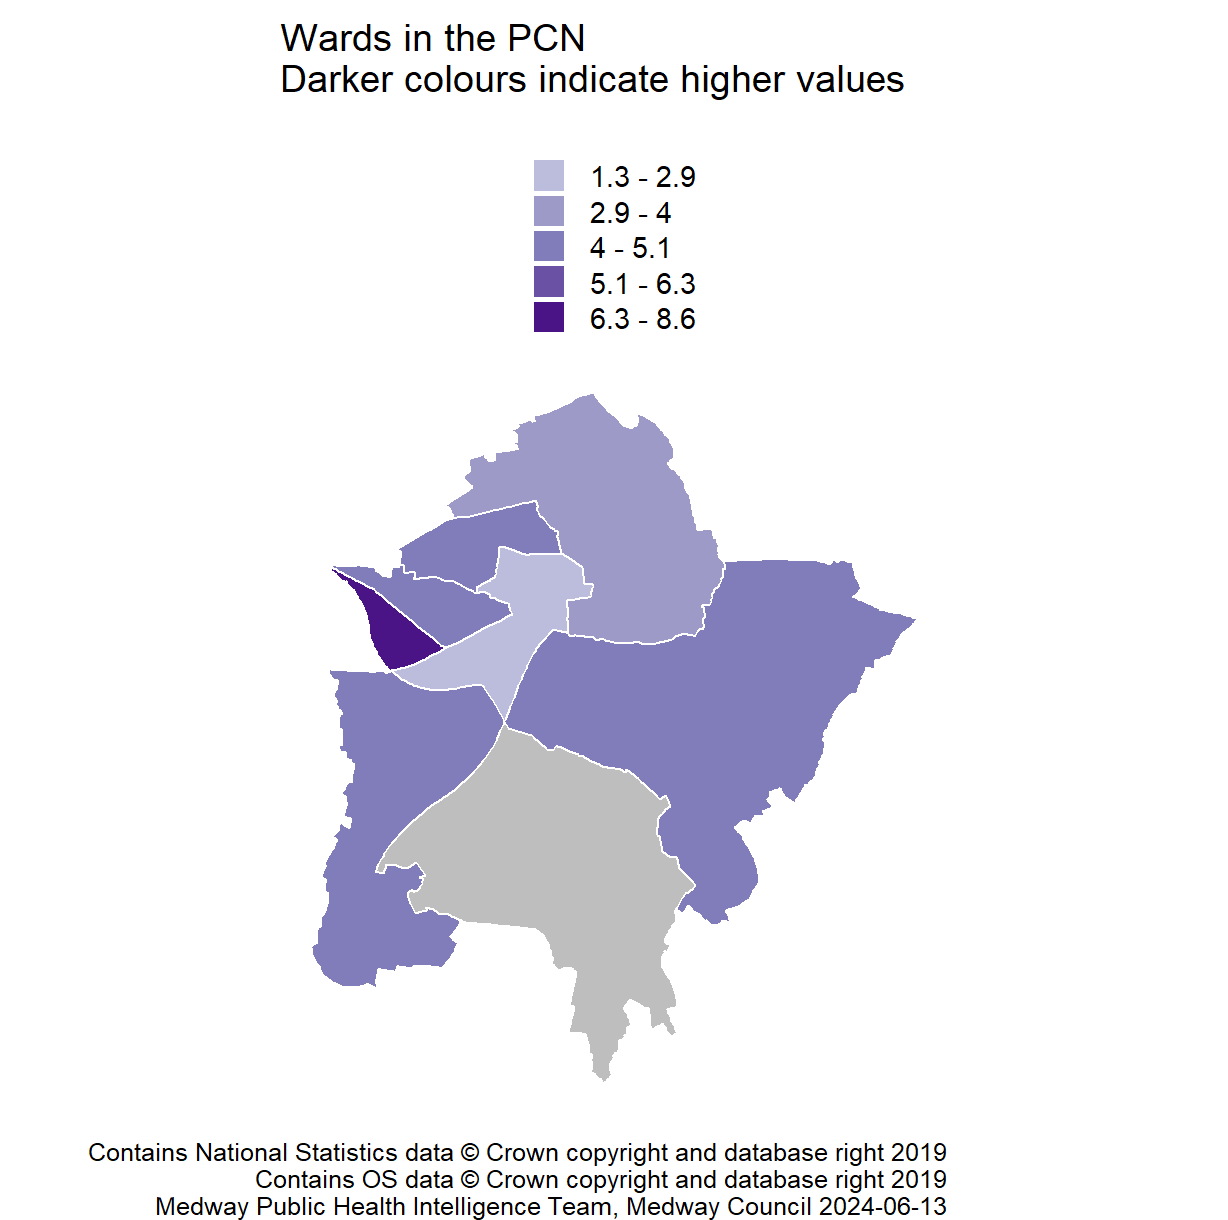 Wards in the PCN
Darker colours indicate higher values
1.3 - 2.9
2.9 - 4
4 - 5.1
5.1 - 6.3
6.3 - 8.6
Contains National Statistics data © Crown copyright and database right 2019
Contains OS data © Crown copyright and database right 2019
Medway Public Health Intelligence Team, Medway Council 2024-06-13